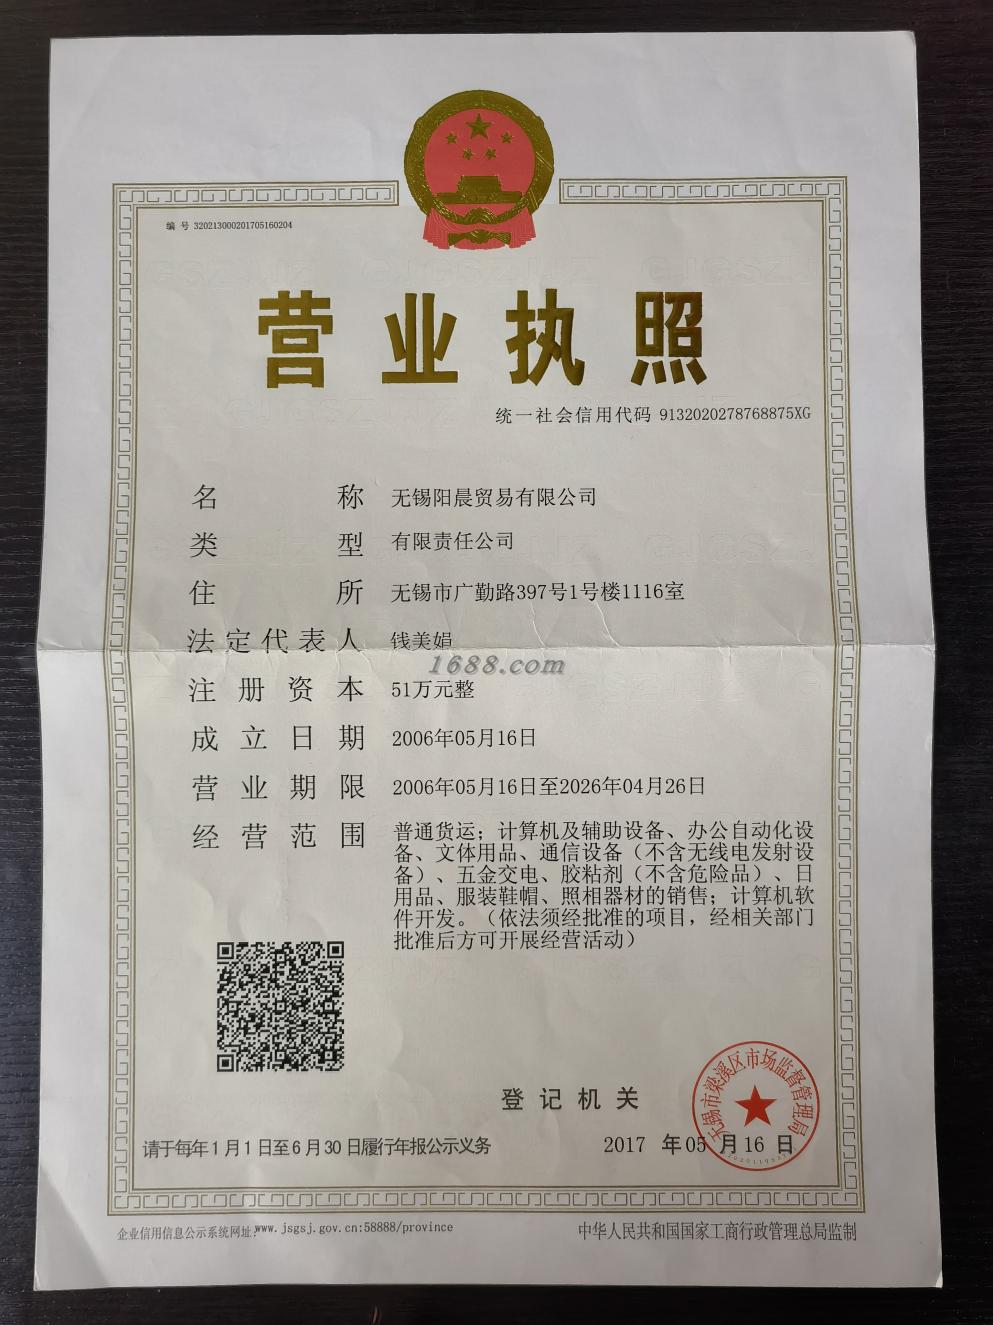 编 号 320213000201705160204
营业执照
统一社会信用代码 9132020278768875XG
名称 无锡阳晨贸易有限公司
类型 有限责任公司
住所 无锡市广勤路397号1号楼1116室
法定代表人 钱美娟
1688.com
注册资本 51万元整
成立日期 2006年05月16日
营业期限 2006年05月16日至2026年04月26日
经营范围 普通货运；计算机及辅助设备、办公自动化设
备、文体用品、通信设备（不含无线电发射设
备）、五金交电、胶粘剂（不含危险品）、日
用品、服装鞋帽、照相器材的销售；计算机软
件开发。（依法须经批准的项目，经相关部门
批准后方可开展经营活动）
无锡市梁溪区市场监督管理局
登记机关
请于每年1月1日至6月30日履行年报公示义务
2017 年 05 月 16 日
企业信用信息公示系统网址：www.jsgsj.gov.cn:58888/province
中华人民共和国国家工商行政管理总局监制